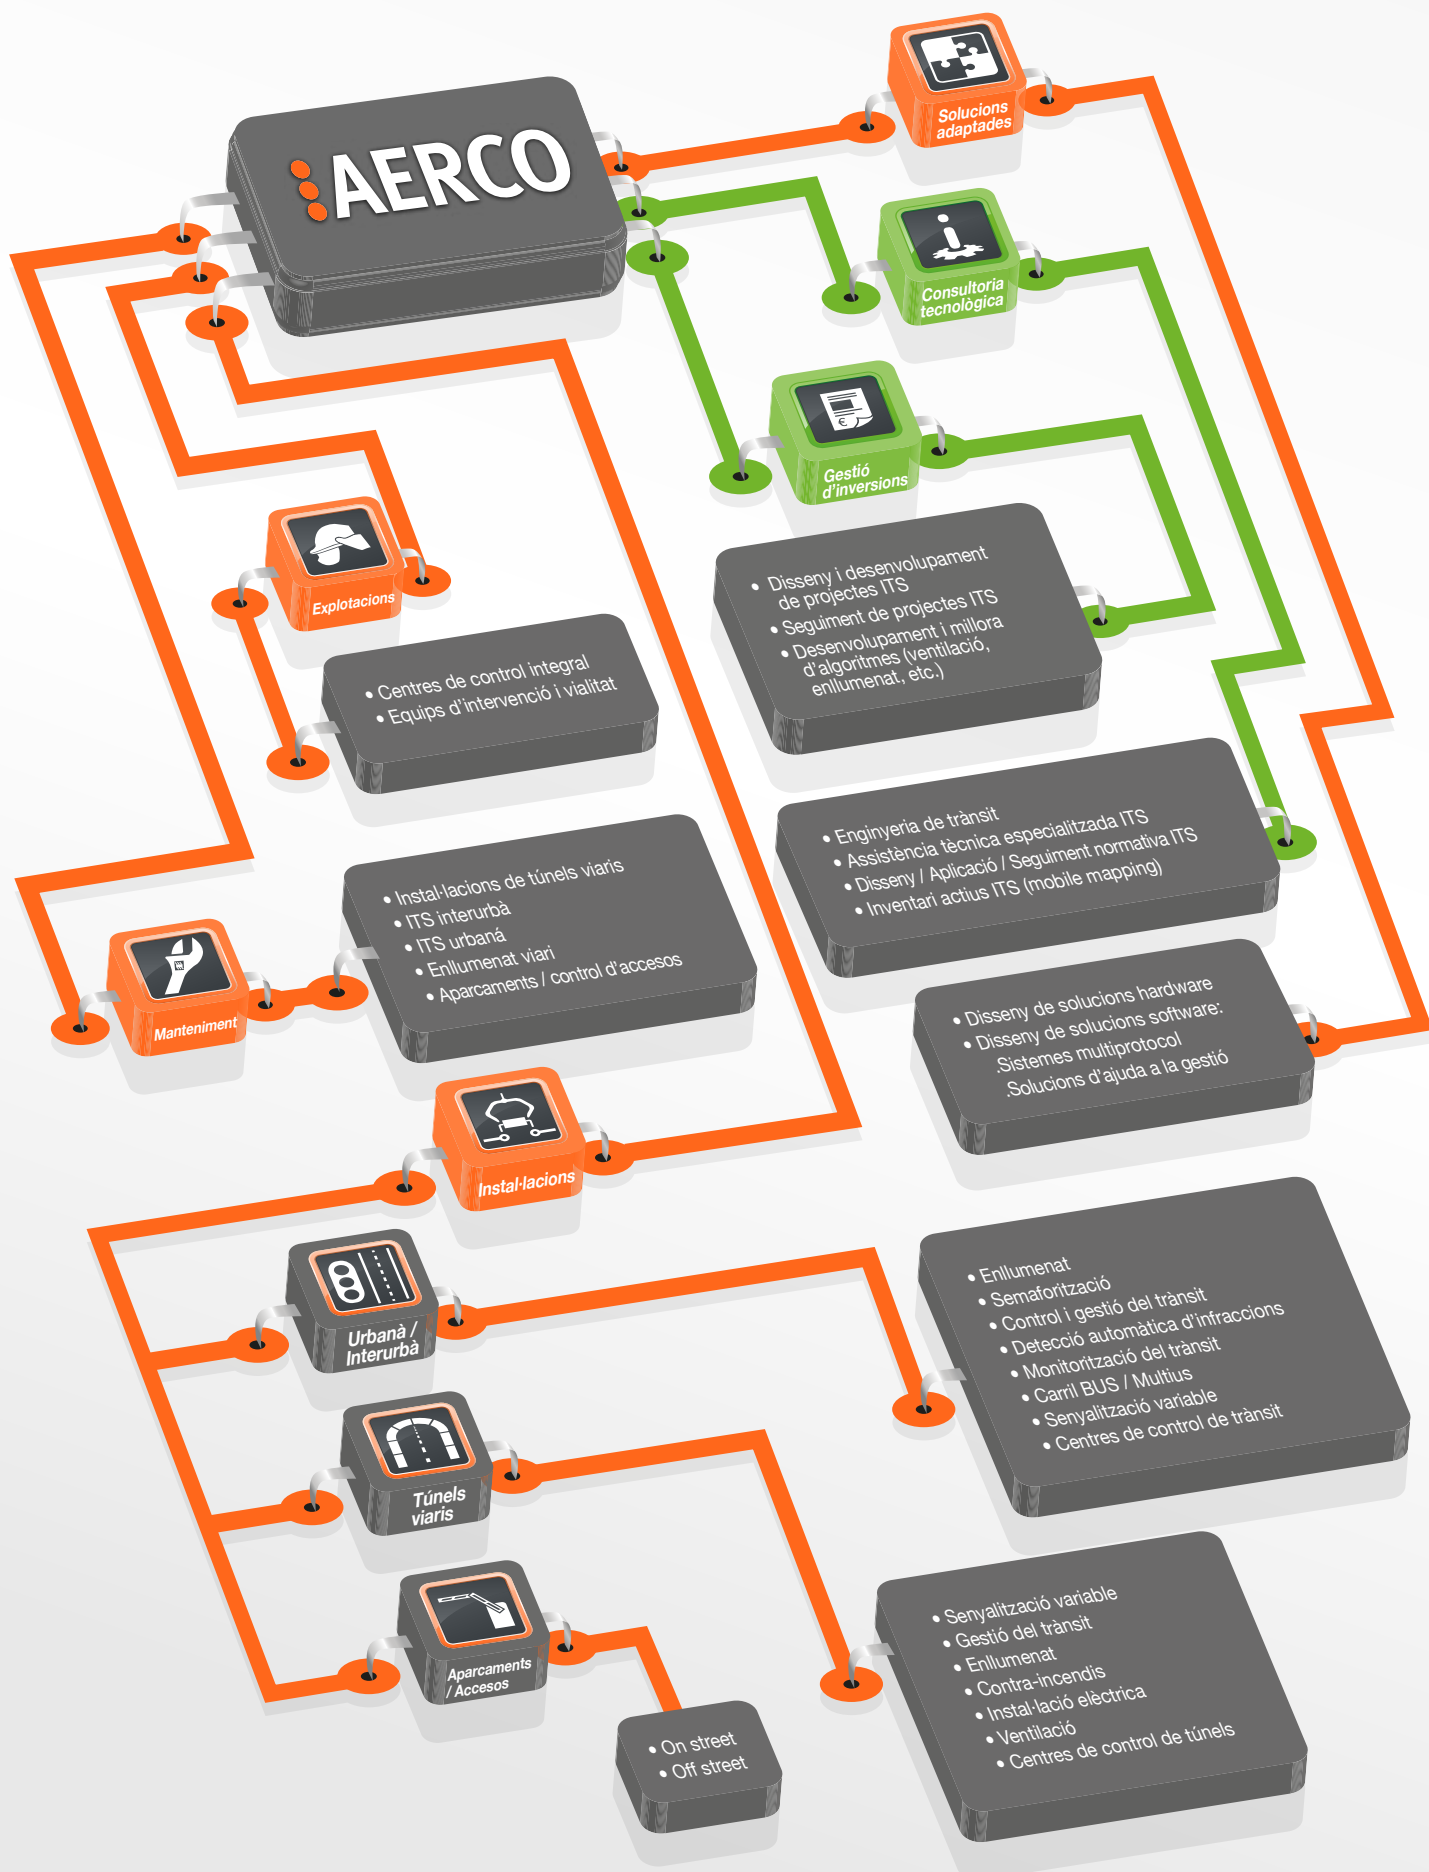 AERCO
Solucions
adaptades
Consultoria
tecnològica
Gestió
d'inversions
• Disseny i desenvolupament
de projectes ITS
• Seguiment de projectes ITS
• Desenvolupament i millora
d'algoritmes (ventilació,
enllumenat, etc.)
Explotacions
• Centres de control integral
• Equips d'intervenció i vialitat
• Enginyeria de trànsit
• Assistència tècnica especialitzada ITS
• Disseny / Aplicació / Seguiment normativa ITS
• Inventari actius ITS (mobile mapping)
• Instal·lacions de túnels viaris
• ITS interurbà
• ITS urbaná
• Enllumenat viari
• Aparcaments / control d'accesos
Manteniment
• Disseny de solucions hardware
• Disseny de solucions software:
.Sistemes multiprotocol
.Solucions d'ajuda a la gestió
Instal·lacions
Urbanà /
Interurbà
• Enllumenat
• Semaforització
• Control i gestió del trànsit
• Detecció automàtica d'infraccions
• Monitorització del trànsit
• Carril BUS / Multius
• Senyalització variable
• Centres de control de trànsit
Túnels
viaris
• Senyalització variable
• Gestió del trànsit
• Enllumenat
• Contra-incendis
• Instal·lació elèctrica
• Ventilació
• Centres de control de túnels
Aparcaments
/ Accesos
• On street
• Off street